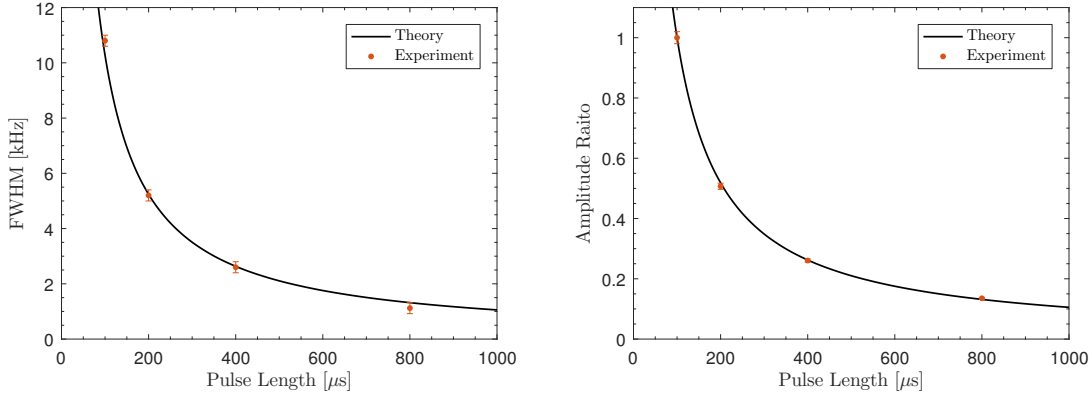 12
10
8
6
4
2
0
0 200 400 600 800 1000
FWHM [kHz]
Pulse Length [μs]
Theory
Experiment
1
0.8
0.6
0.4
0.2
0
0 200 400 600 800 1000
Amplitude Raito
Pulse Length [μs]
Theory
Experiment